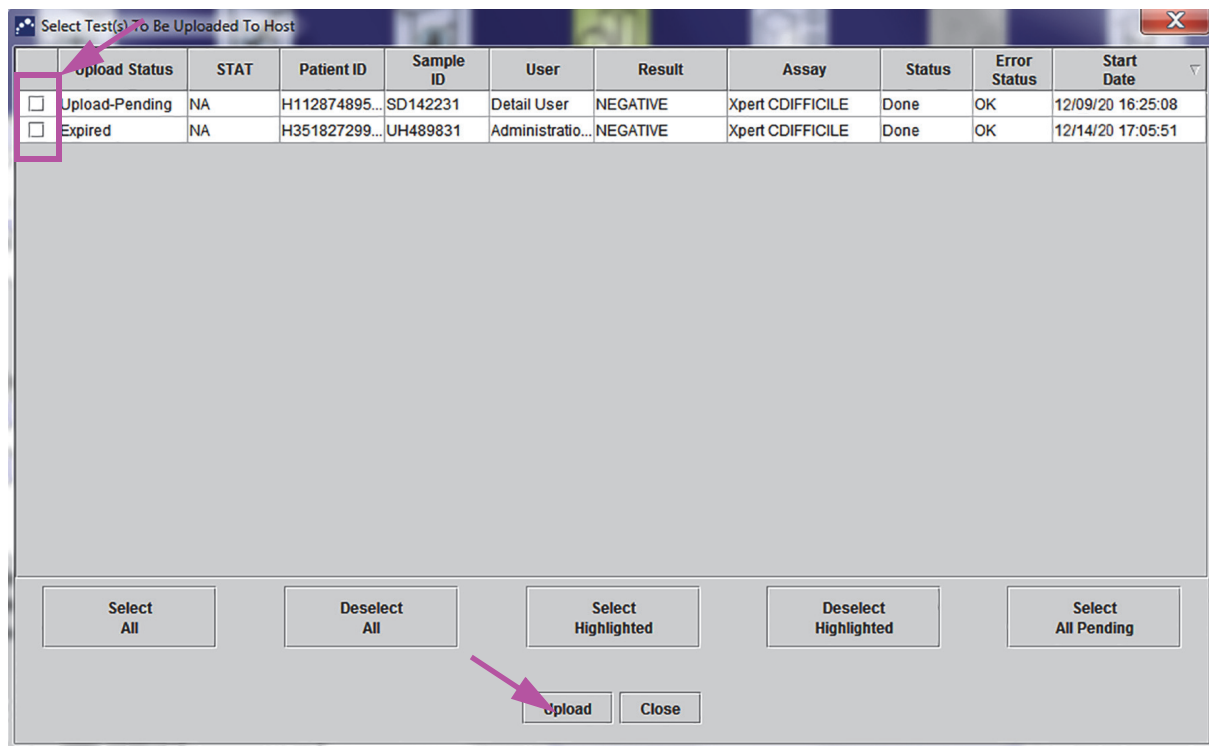 Select Test(s) To Be Uploaded To Host
Upload Status STAT Patient ID Sample ID User Result Assay Status Error Status Start Date
Upload-Pending NA H112874895... SD142231 Detail User NEGATIVE Xpert CDIFFICILE Done OK 12/09/20 16:25:08
Expired NA H351827299... UH489831 Administratio... NEGATIVE Xpert CDIFFICILE Done OK 12/14/20 17:05:51
Select All
Deselect All
Select Highlighted
Deselect Highlighted
Select All Pending
Upload Close